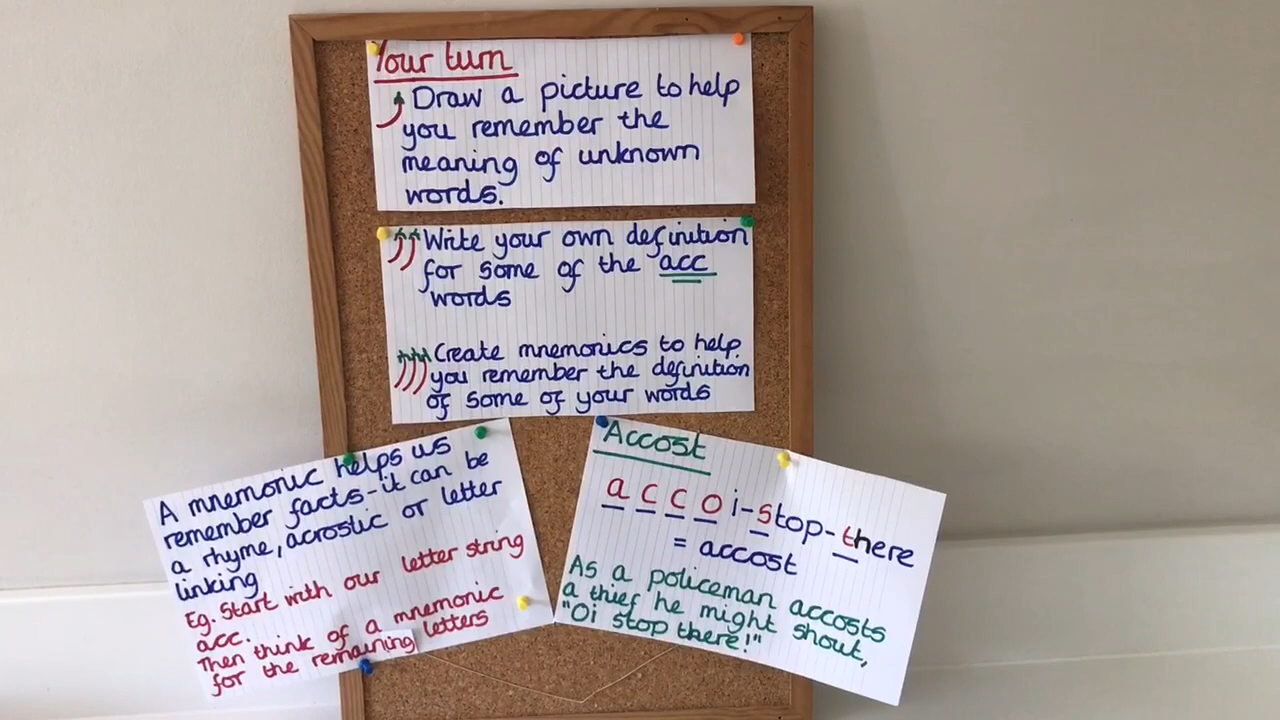 Your turn
Draw a picture to help
you remember the
meaning of unknown
words.
Write your own definition
for some of the acc
words
Create mnemonics to help
you remember the definition
of some of your words
A mnemonic helps us
remember facts-it can be
a rhyme, acrostic or letter
linking
Eg. Start with our letter string
acc.
Then think of a mnemonic
for the remaining letters
Accost
a c c o i-stop-there
= accost
As a policeman accosts
a thief he might shout,
"Oi stop there!"